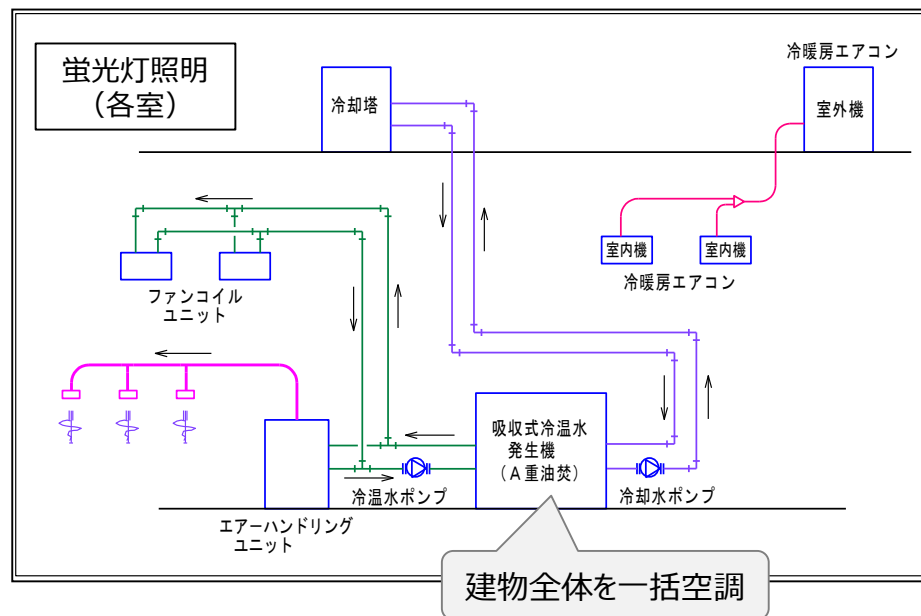 蛍光灯照明
（各室）
冷却塔
冷暖房エアコン
室外機
室内機
室内機
冷暖房エアコン
ファンコイル
ユニット
吸収式冷温水
発生機
（Ａ重油焚）
冷温水ポンプ
冷却水ポンプ
エアーハンドリング
ユニット
建物全体を一括空調